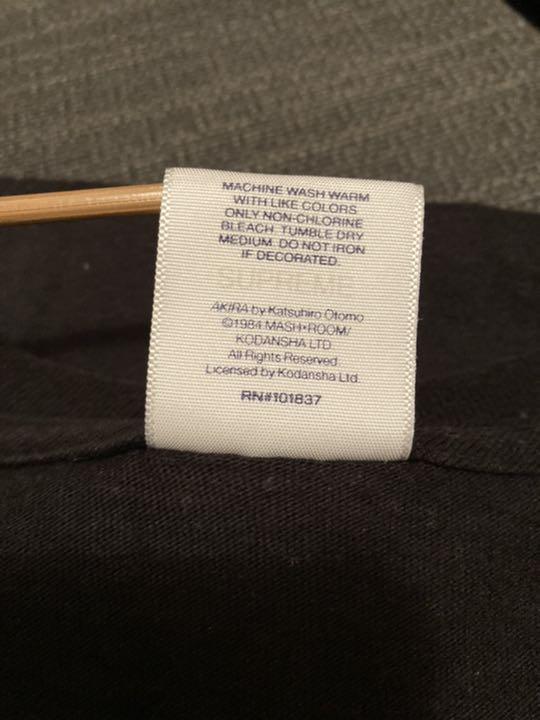 MACHINE WASH WARM
WITH LIKE COLORS
ONLY NON-CHLORINE
BLEACH TUMBLE DRY
MEDIUM DO NOT IRON
IF DECORATED.
SUPREME
AKIRA by Katsuhiro Otomo
©1984 MASH•ROOM/
KODANSHA LTD
All Rights Reserved
Licensed by Kodansha Ltd.
RN#101837